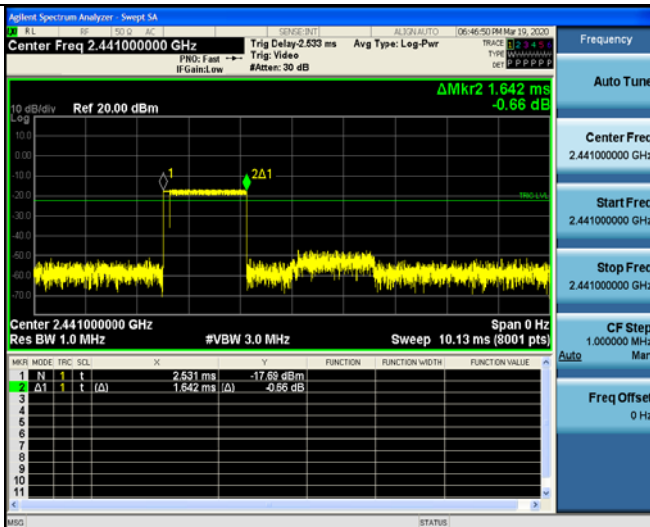 Agilent Spectrum Analyzer - Swept SA
RL RF 50 Ω AC SENSE:INT ALIGN AUTO 06:46:50 PM Mar 19, 2020
Center Freq 2.441000000 GHz
PNO: Fast
IFGain:Low
Trig Delay-2.533 ms
Trig: Video
#Atten: 30 dB
Avg Type: Log-Pwr
TRACE 1 2 3 4 5 6
TYPE WWWWWW
DET P P P P P P
ΔMkr2 1.642 ms
-0.66 dB
10 dB/div Ref 20.00 dBm
Log
10.0
0.00
-10.0
-20.0
-30.0
-40.0
-50.0
-60.0
-70.0
1
2Δ1
TRIG LVL
Center 2.441000000 GHz
Span 0 Hz
Res BW 1.0 MHz
#VBW 3.0 MHz
Sweep 10.13 ms (8001 pts)
MKR MODE TRC SCL X Y FUNCTION FUNCTION WIDTH FUNCTION VALUE
1 N 1 t 2.531 ms -17.69 dBm
2 Δ1 1 t (Δ) 1.642 ms (Δ) -0.66 dB
3
4
5
6
7
8
9
10
11
MSG
STATUS
Frequency
Auto Tune
Center Freq
2.441000000 GHz
Start Freq
2.441000000 GHz
Stop Freq
2.441000000 GHz
CF Step
1.000000 MHz
Auto Man
Freq Offset
0 Hz